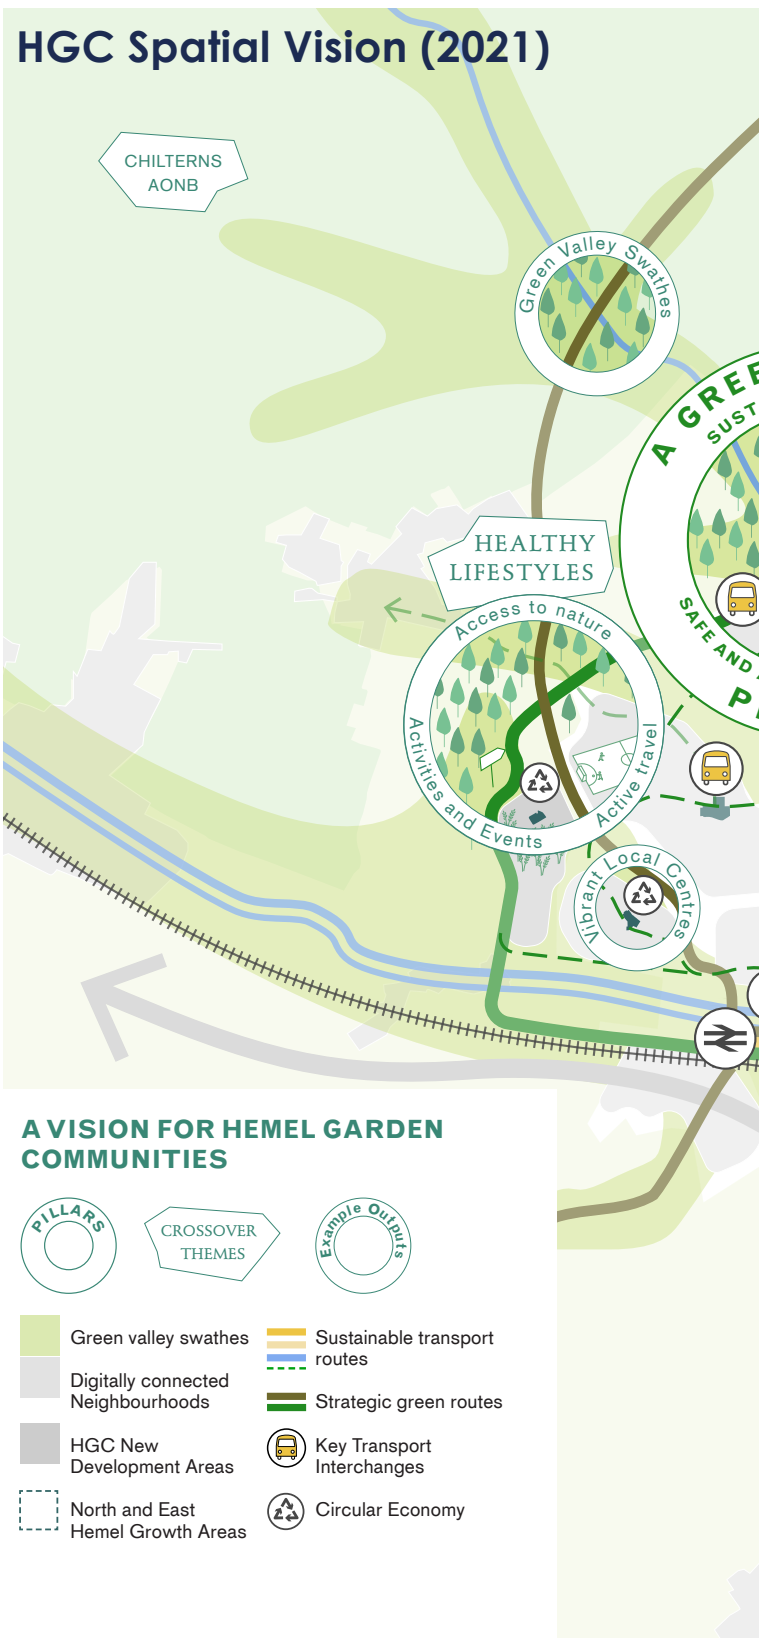 HGC Spatial Vision (2021)
CHILTERNS
AONB
Green Valley Swathes
A GREE
SUST
HEALTHY
LIFESTYLES
Access to nature
Activities and Events
Active travel
SAFE AND
P
Vibrant Local Centres
A VISION FOR HEMEL GARDEN
COMMUNITIES
PILLARS
CROSSOVER
THEMES
Example Outputs
Green valley swathes
Digitally connected
Neighbourhoods
HGC New
Development Areas
North and East
Hemel Growth Areas
Sustainable transport
routes
Strategic green routes
Key Transport
Interchanges
Circular Economy